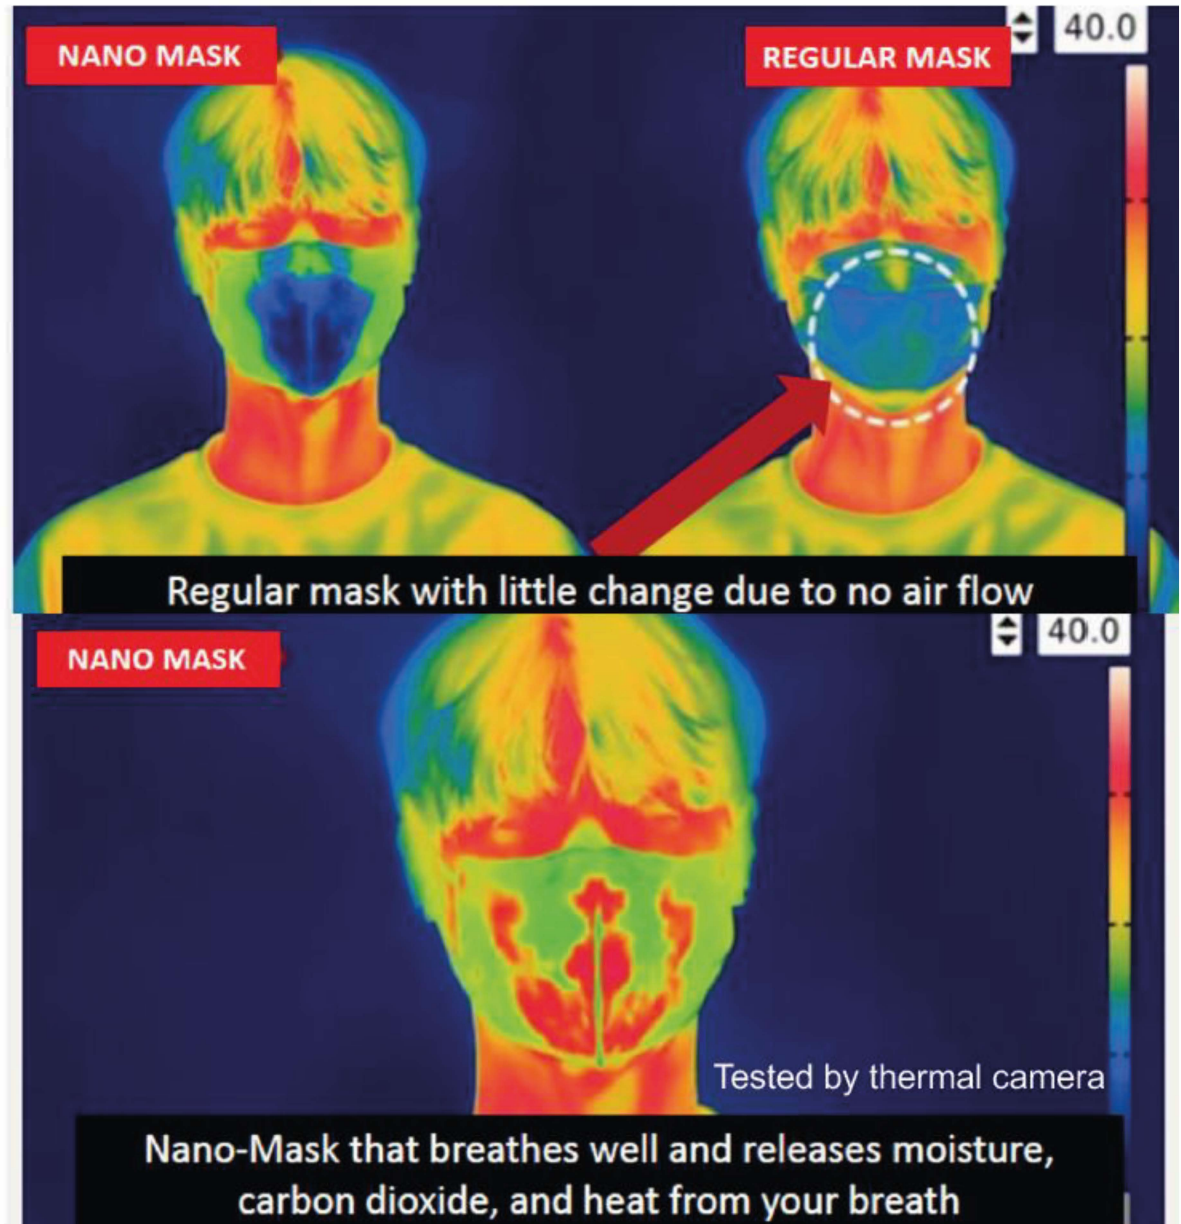 NANO MASK
REGULAR MASK
40.0
Regular mask with little change due to no air flow
NANO MASK
40.0
Tested by thermal camera
Nano-Mask that breathes well and releases moisture,
carbon dioxide, and heat from your breath